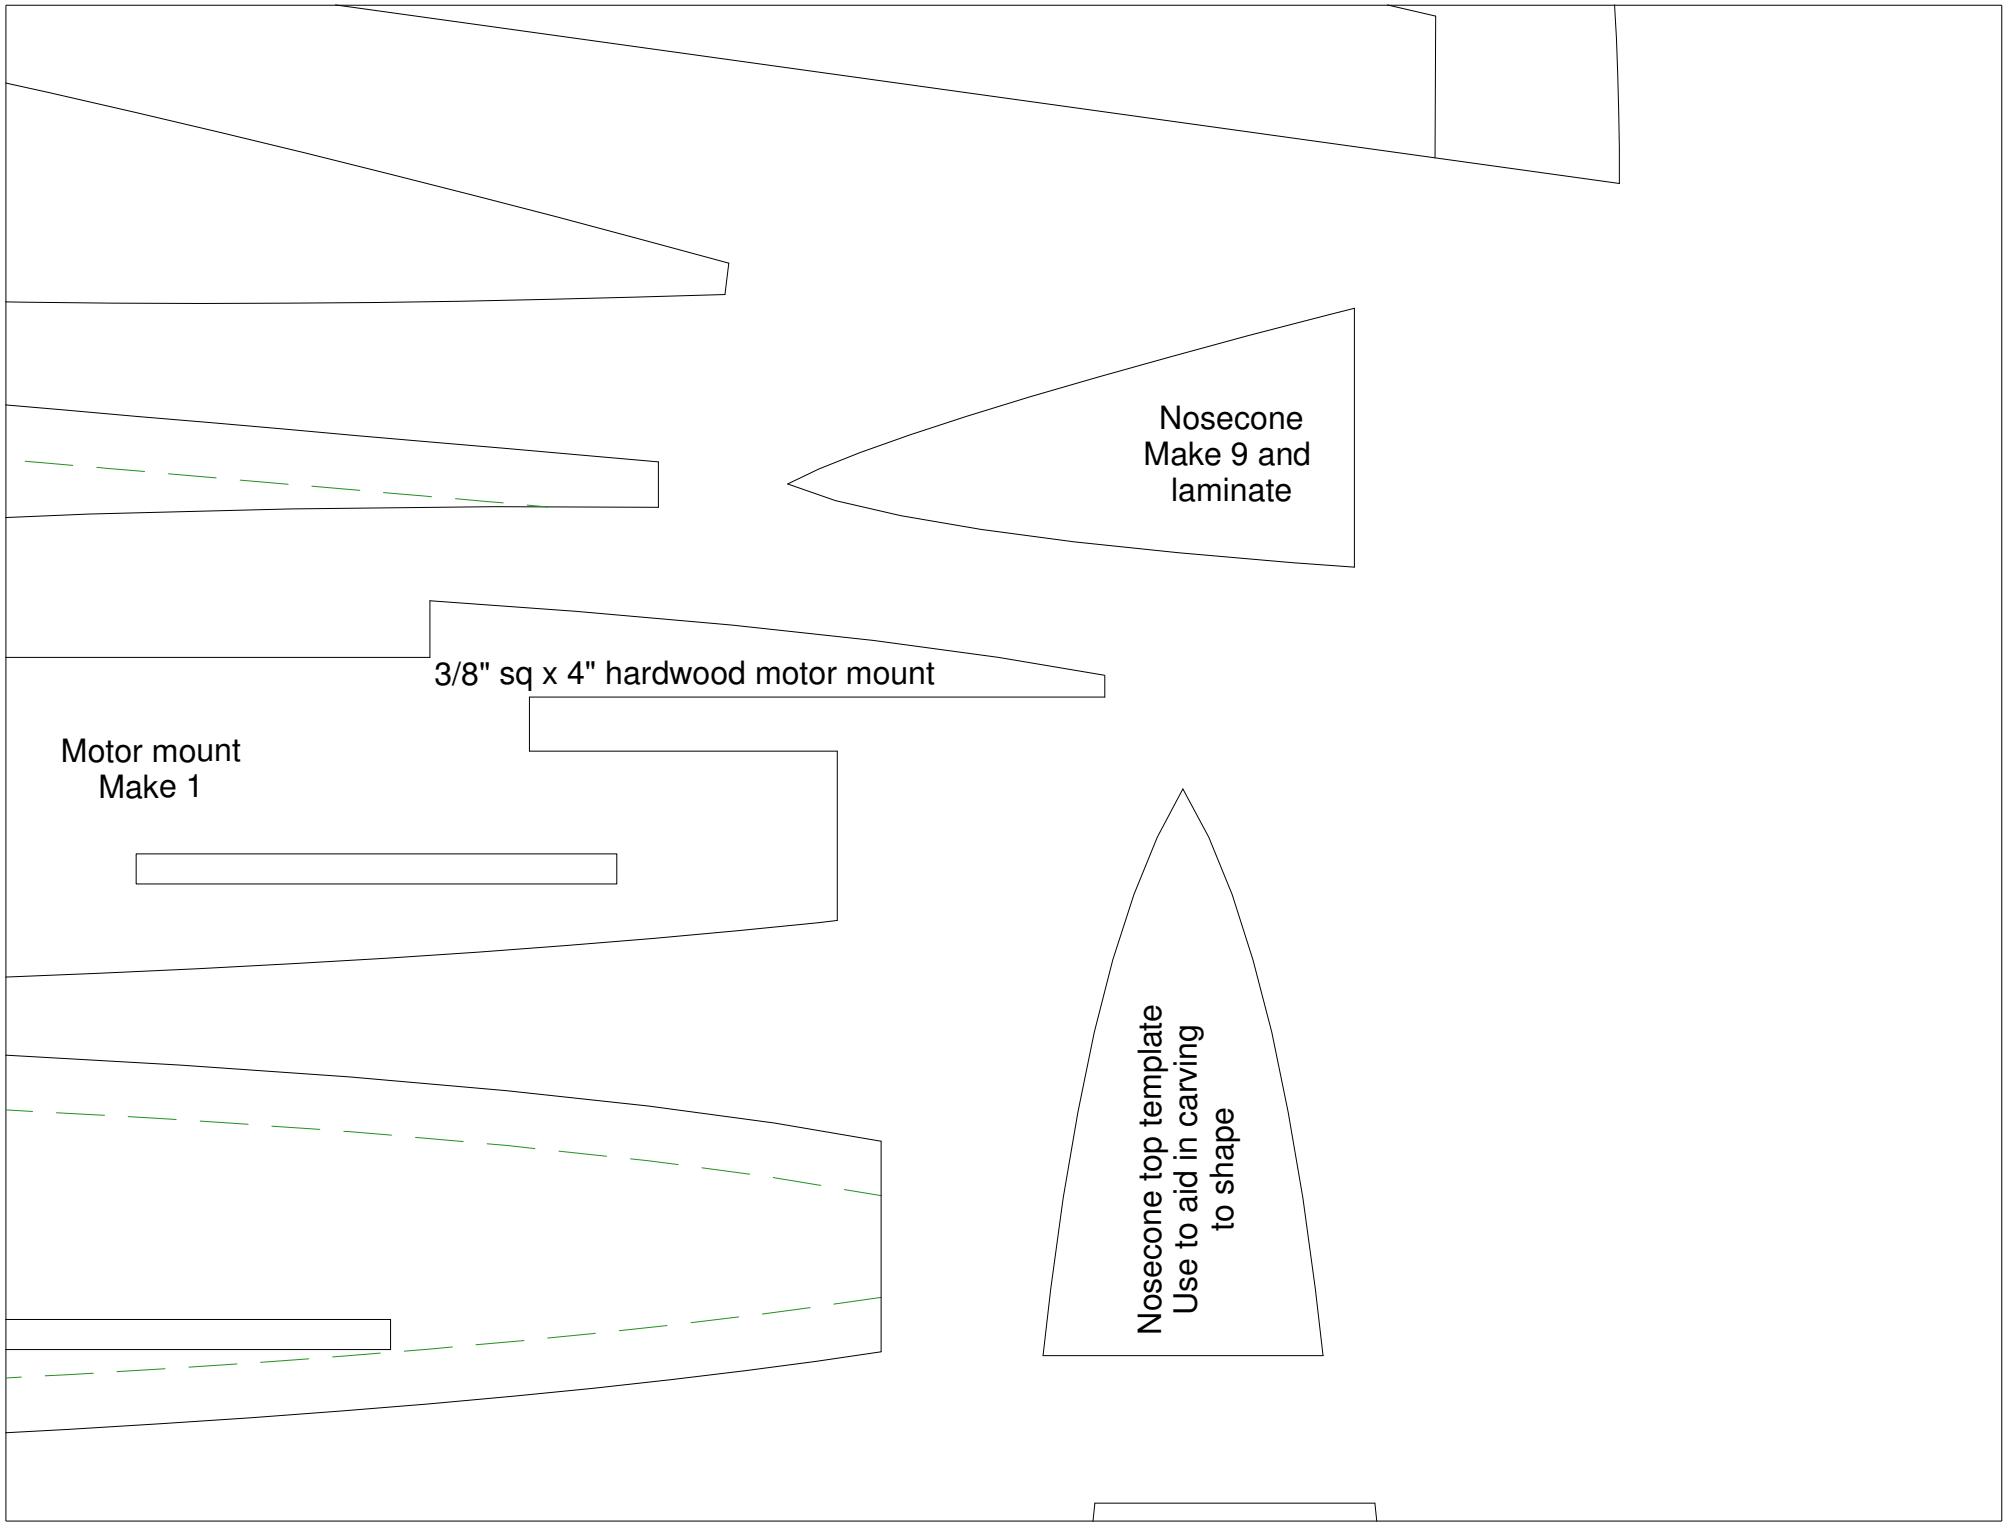 Nosecone
Make 9 and
laminate
3/8" sq x 4" hardwood motor mount
Motor mount
Make 1
Nosecone top template
Use to aid in carving
to shape